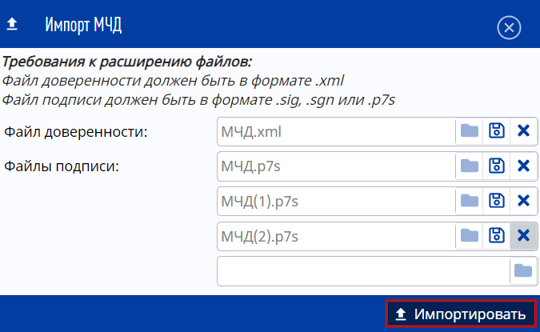 Импорт МЧД
Требования к расширению файлов:
Файл доверенности должен быть в формате .xml
Файл подписи должен быть в формате .sig, .sgn или .p7s
Файл доверенности:
МЧД.xml
Файлы подписи:
МЧД.p7s
МЧД(1).p7s
МЧД(2).p7s
Импортировать